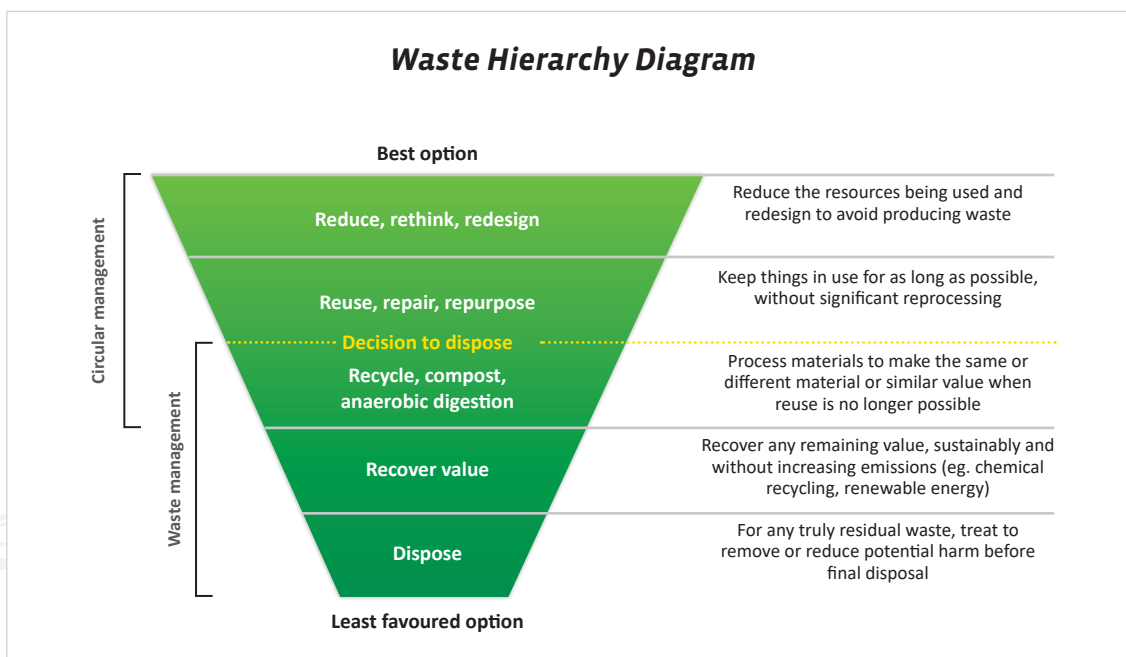 Waste Hierarchy Diagram
Best option
Circular management
Waste management
Reduce, rethink, redesign
Reduce the resources being used and
redesign to avoid producing waste
Reuse, repair, repurpose
Keep things in use for as long as possible,
without significant reprocessing
Decision to dispose
Recycle, compost,
anaerobic digestion
Process materials to make the same or
different material or similar value when
reuse is no longer possible
Recover value
Recover any remaining value, sustainably and
without increasing emissions (eg. chemical
recycling, renewable energy)
Dispose
For any truly residual waste, treat to
remove or reduce potential harm before
final disposal
Least favoured option